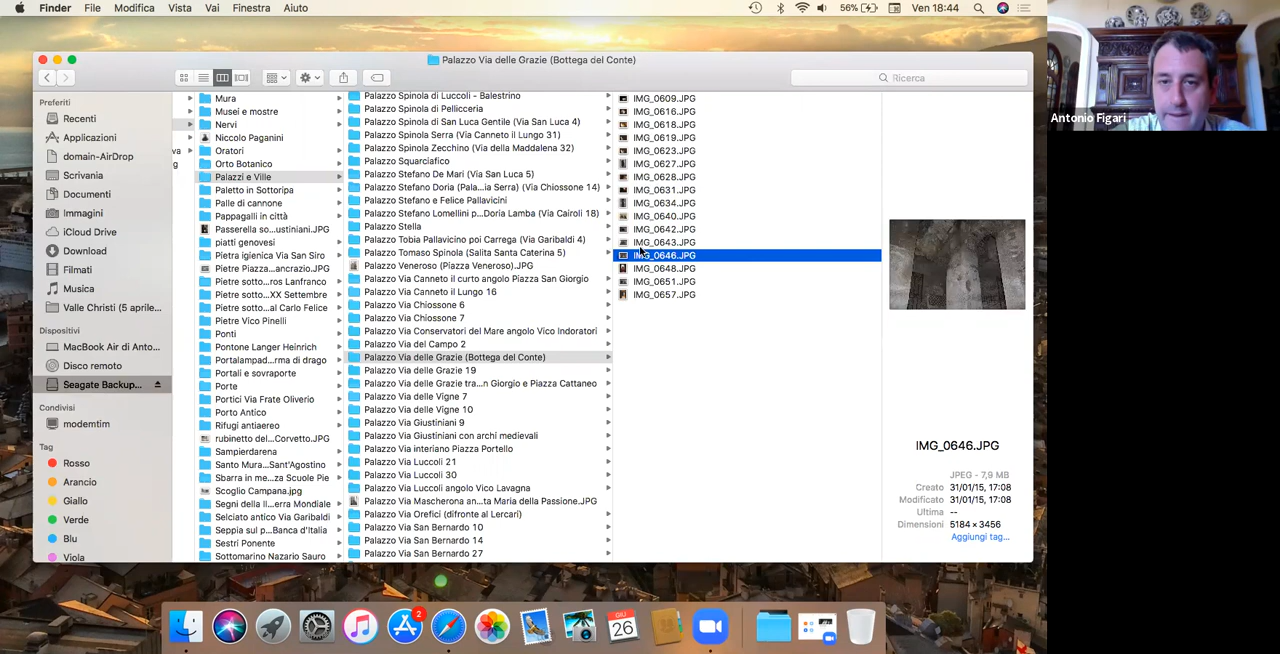 Finder File Modifica Vista Vai Finestra Aiuto 56% Ven 18:44
Palazzo Via delle Grazie (Bottega del Conte)
Ricerca
Preferiti
Recenti
Applicazioni
domain-AirDrop
Scrivania
Documenti
Immagini
iCloud Drive
Download
Filmati
Musica
Valle Christi (5 aprile...
Dispositivi
MacBook Air di Anto...
Disco remoto
Seagate Backup...
Condivisi
modemtim
Tag
Rosso
Arancio
Giallo
Verde
Blu
Viola
va
g
Mura
Musei e mostre
Nervi
Niccolo Paganini
Oratori
Orto Botanico
Palazzi e Ville
Paletto in Sottoripa
Palle di cannone
Pappagalli in città
Passerella so...ustiniani.JPG
piatti genovesi
Pietra igienica Via San Siro
Pietre Piazza...ancrazio.JPG
Pietre sotto...ros Lanfranco
Pietre sotto...XX Settembre
Pietre sotto...al Carlo Felice
Pietre Vico Pinelli
Ponti
Pontone Langer Heinrich
Portalampad...rma di drago
Portali e sovraporte
Porte
Portici Via Frate Oliverio
Porto Antico
Rifugi antiaereo
rubinetto del...Corvetto.JPG
Sampierdarena
Santo Mura...Sant'Agostino
Sbarra in me...za Scuole Pie
Scoglio Campana.jpg
Segni della II...erra Mondiale
Selciato antico Via Garibaldi
Seppia sul p...Banca d'Italia
Sestri Ponente
Sottomarino Nazario Sauro
Palazzo Spinola di Luccoli - Balestrino
Palazzo Spinola di Pellicceria
Palazzo Spinola di San Luca Gentile (Via San Luca 4)
Palazzo Spinola Serra (Via Canneto il Lungo 31)
Palazzo Spinola Zecchino (Via della Maddalena 32)
Palazzo Squarciafico
Palazzo Stefano De Mari (Via San Luca 5)
Palazzo Stefano Doria (Pala...ia Serra) (Via Chiossone 14)
Palazzo Stefano e Felice Pallavicini
Palazzo Stefano Lomellini p...Doria Lamba (Via Cairoli 18)
Palazzo Stella
Palazzo Tobia Pallavicino poi Carrega (Via Garibaldi 4)
Palazzo Tomaso Spinola (Salita Santa Caterina 5)
Palazzo Veneroso (Piazza Veneroso).JPG
Palazzo Via Canneto il curto angolo Piazza San Giorgio
Palazzo Via Canneto il Lungo 16
Palazzo Via Chiossone 6
Palazzo Via Chiossone 7
Palazzo Via Conservatori del Mare angolo Vico Indoratori
Palazzo Via del Campo 2
Palazzo Via delle Grazie (Bottega del Conte)
Palazzo Via delle Grazie 19
Palazzo Via delle Grazie tra...n Giorgio e Piazza Cattaneo
Palazzo Via delle Vigne 7
Palazzo Via delle Vigne 10
Palazzo Via Giustiniani 9
Palazzo Via Giustiniani con archi medievali
Palazzo Via interiano Piazza Portello
Palazzo Via Luccoli 21
Palazzo Via Luccoli 30
Palazzo Via Luccoli angolo Vico Lavagna
Palazzo Via Mascherona an...ta Maria della Passione.JPG
Palazzo Via Orefici (difronte al Lercari)
Palazzo Via San Bernardo 10
Palazzo Via San Bernardo 14
Palazzo Via San Bernardo 27
IMG_0609.JPG
IMG_0616.JPG
IMG_0618.JPG
IMG_0619.JPG
IMG_0623.JPG
IMG_0627.JPG
IMG_0628.JPG
IMG_0631.JPG
IMG_0634.JPG
IMG_0640.JPG
IMG_0642.JPG
IMG_0643.JPG
IMG_0646.JPG
IMG_0648.JPG
IMG_0651.JPG
IMG_0657.JPG
IMG_0646.JPG
JPEG - 7,9 MB
Creato 31/01/15, 17:08
Modificato 31/01/15, 17:08
Ultima --
Dimensioni 5184 × 3456
Aggiungi tag...
Antonio Figari
2
GIU
26